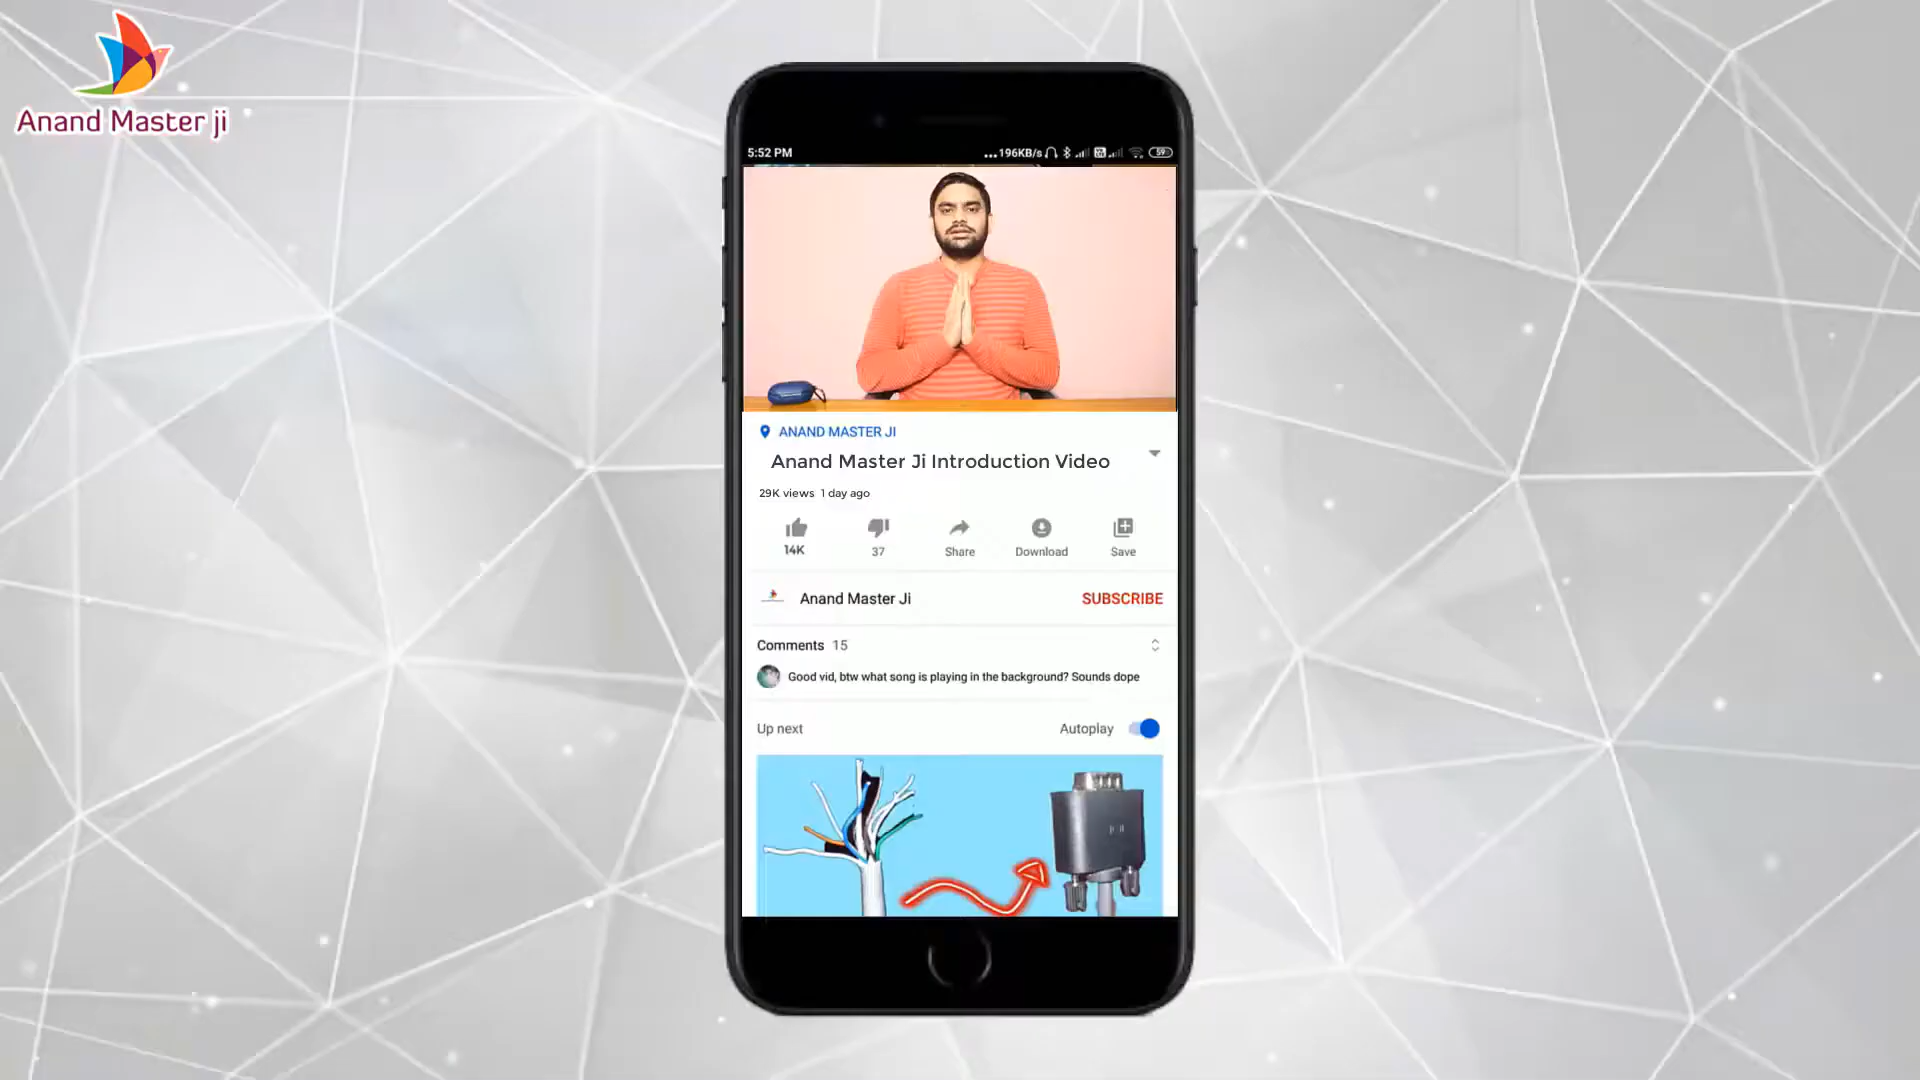 Anand Master ji
5:52 PM
...196KB/s
59
ANAND MASTER JI
Anand Master Ji Introduction Video
29K views 1 day ago
14K
37
Share
Download
Save
Anand Master Ji
SUBSCRIBE
Comments 15
Good vid, btw what song is playing in the background? Sounds dope
Up next
Autoplay